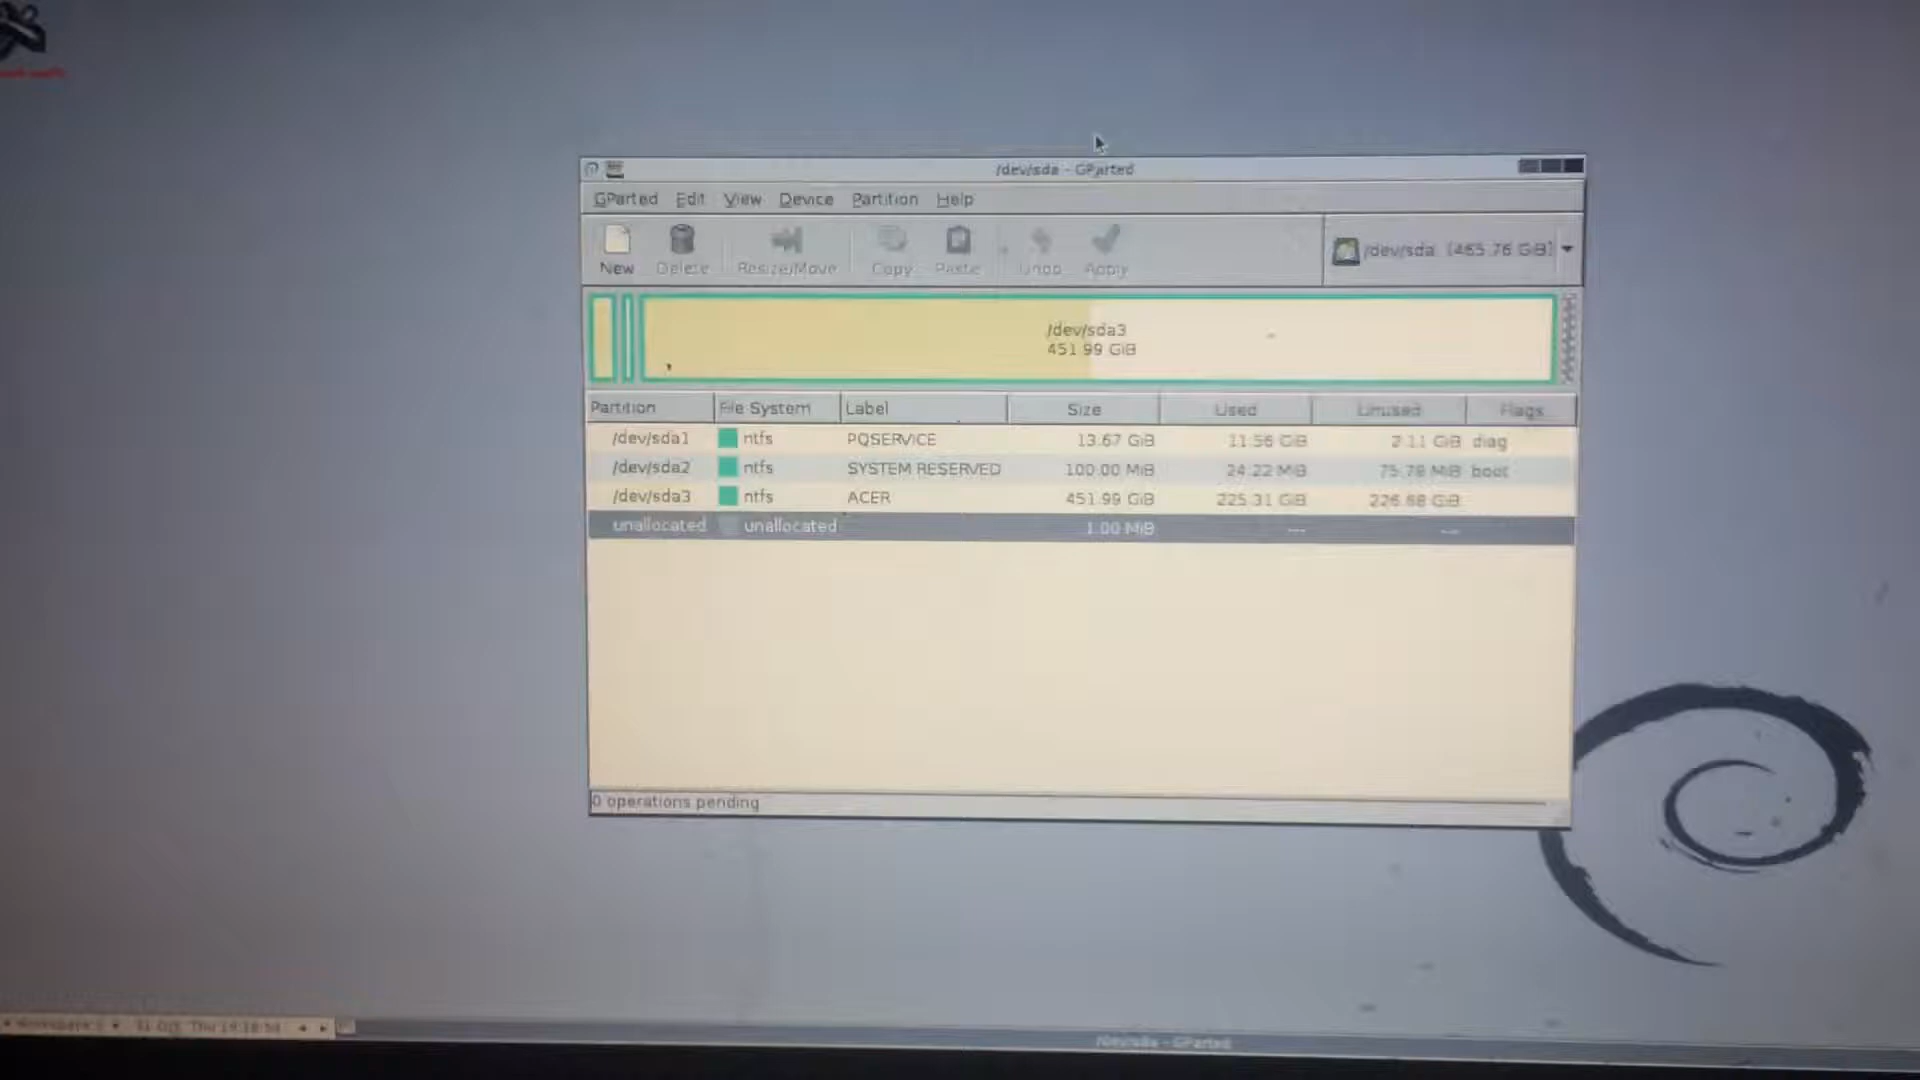 /dev/sda - GParted
GParted Edit View Device Partition Help
New Delete Resize/Move Copy Paste Undo Apply /dev/sda (465.76 GiB)
/dev/sda3
451.99 GiB
Partition File System Label Size Used Unused Flags
/dev/sda1 ntfs PQSERVICE 13.67 GiB 11.56 GiB 2.11 GiB diag
/dev/sda2 ntfs SYSTEM RESERVED 100.00 MiB 24.22 MiB 75.78 MiB boot
/dev/sda3 ntfs ACER 451.99 GiB 225.31 GiB 226.68 GiB
unallocated unallocated 1.00 MiB --- ---
0 operations pending
/dev/sda - GParted